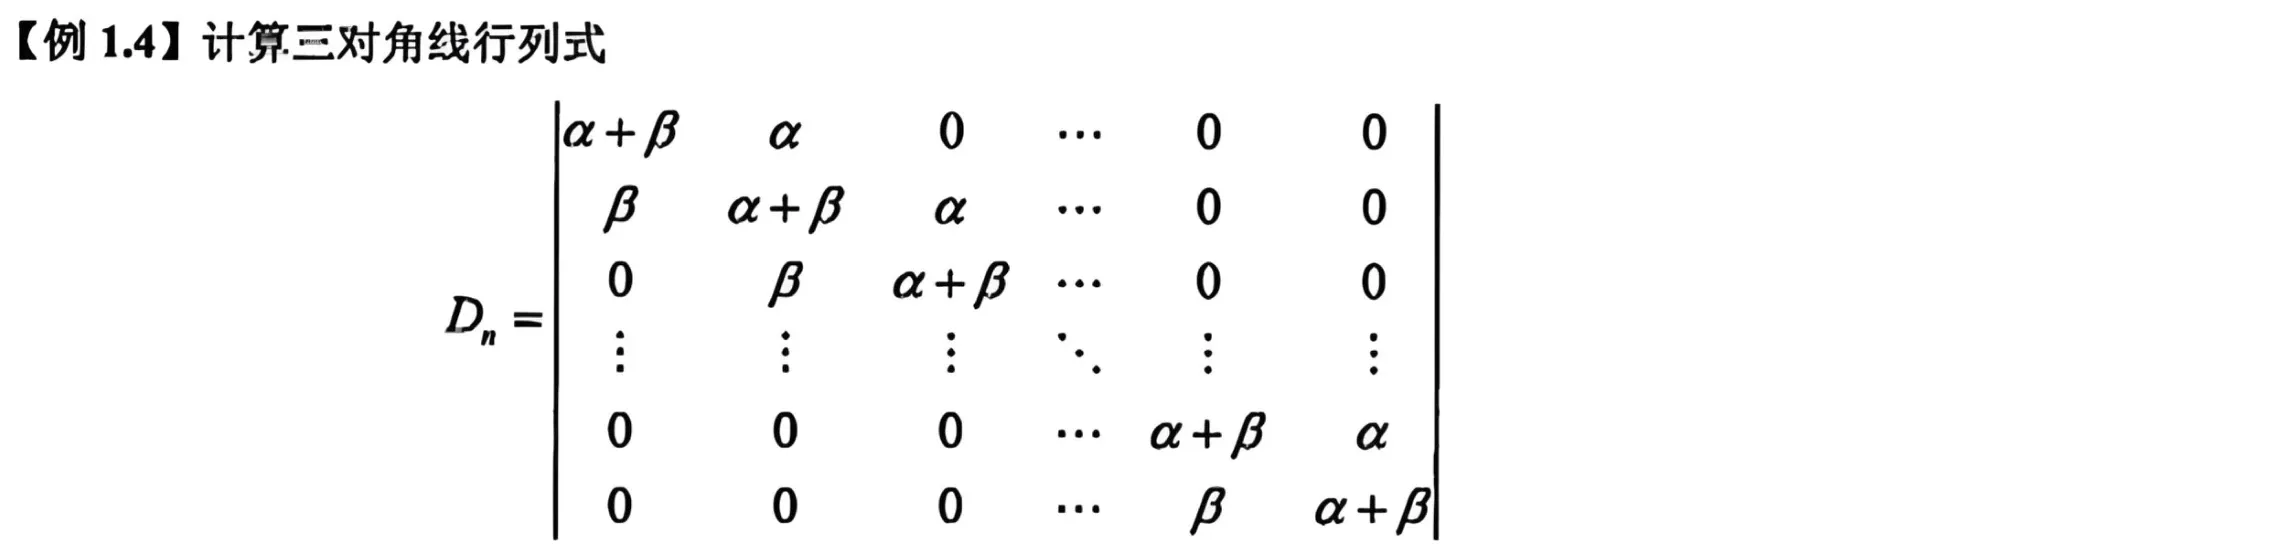 【例 1.4】计算三对角线行列式
α+β α 0 ⋯ 0 0
β α+β α ⋯ 0 0
0 β α+β ⋯ 0 0
Dₙ =
⋮ ⋮ ⋮ ⋱ ⋮ ⋮
0 0 0 ⋯ α+β α
0 0 0 ⋯ β α+β